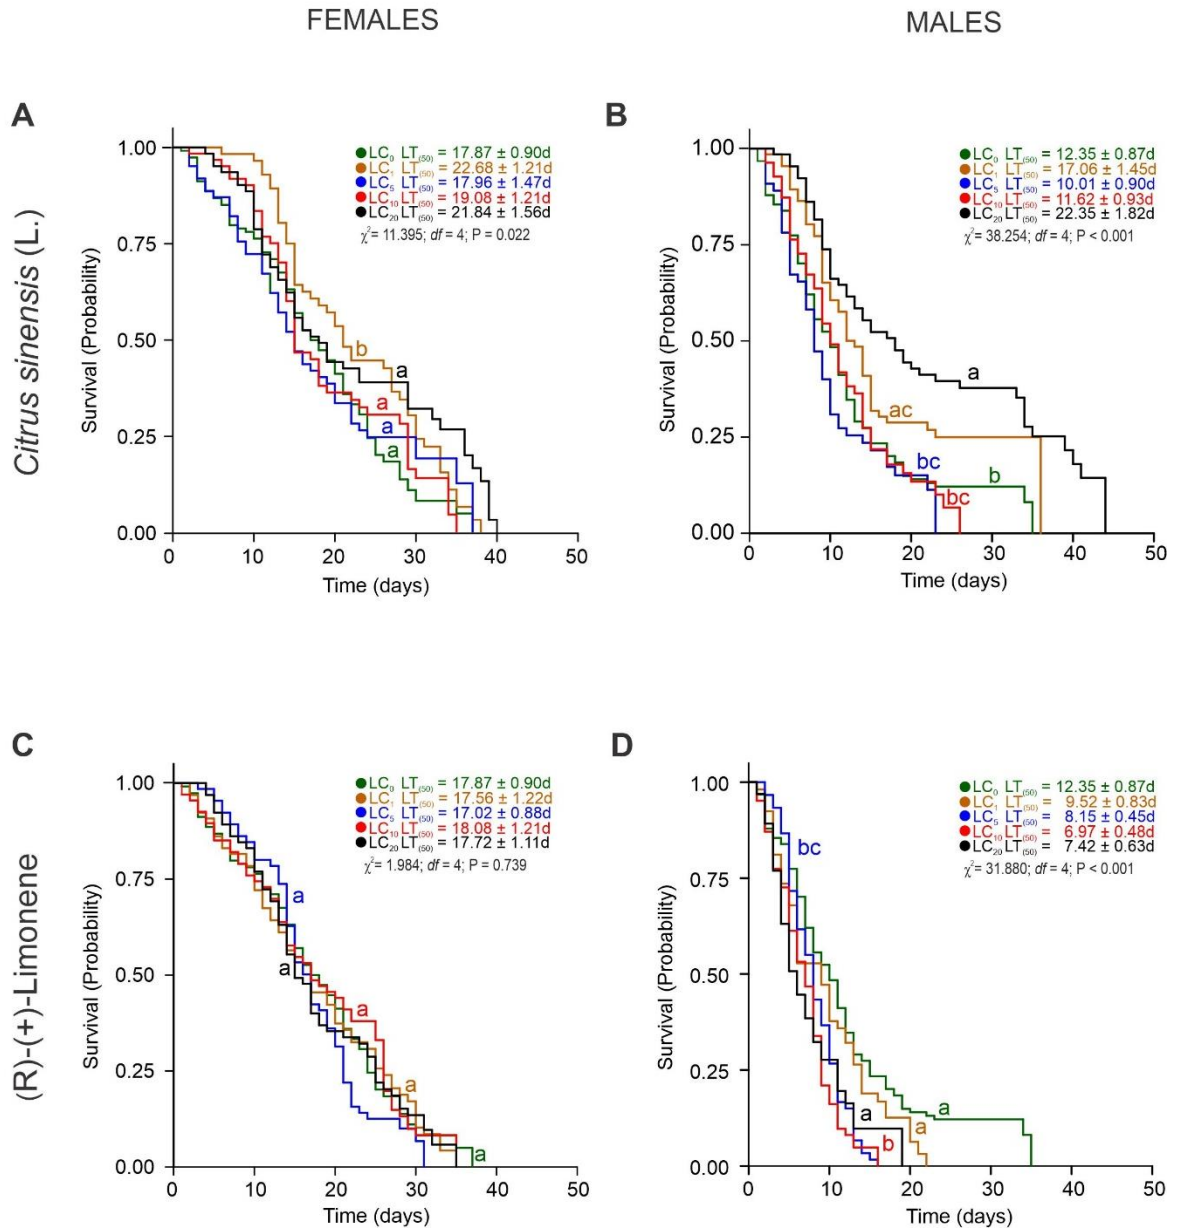 FEMALES
MALES
Citrus sinensis (L.)
(R)-(+)-Limonene
A
1.00
0.75
0.50
0.25
0.00
Survival (Probability)
LC₀ LT₍₅₀₎ = 17.87 ± 0.90d
LC₁ LT₍₅₀₎ = 22.68 ± 1.21d
LC₅ LT₍₅₀₎ = 17.96 ± 1.47d
LC₁₀ LT₍₅₀₎ = 19.08 ± 1.21d
LC₂₀ LT₍₅₀₎ = 21.84 ± 1.56d
χ²= 11.395; df = 4; P = 0.022
b
a
a
a
a
0 10 20 30 40 50
Time (days)
B
1.00
0.75
0.50
0.25
0.00
Survival (Probability)
LC₀ LT₍₅₀₎ = 12.35 ± 0.87d
LC₁ LT₍₅₀₎ = 17.06 ± 1.45d
LC₅ LT₍₅₀₎ = 10.01 ± 0.90d
LC₁₀ LT₍₅₀₎ = 11.62 ± 0.93d
LC₂₀ LT₍₅₀₎ = 22.35 ± 1.82d
χ²= 38.254; df = 4; P < 0.001
a
ac
bc
b
bc
0 10 20 30 40 50
Time (days)
C
1.00
0.75
0.50
0.25
0.00
Survival (Probability)
LC₀ LT₍₅₀₎ = 17.87 ± 0.90d
LC₁ LT₍₅₀₎ = 17.56 ± 1.22d
LC₅ LT₍₅₀₎ = 17.02 ± 0.88d
LC₁₀ LT₍₅₀₎ = 18.08 ± 1.21d
LC₂₀ LT₍₅₀₎ = 17.72 ± 1.11d
χ²= 1.984; df = 4; P = 0.739
a
a
a
a
a
0 10 20 30 40 50
Time (days)
D
1.00
0.75
0.50
0.25
0.00
Survival (Probability)
LC₀ LT₍₅₀₎ = 12.35 ± 0.87d
LC₁ LT₍₅₀₎ = 9.52 ± 0.83d
LC₅ LT₍₅₀₎ = 8.15 ± 0.45d
LC₁₀ LT₍₅₀₎ = 6.97 ± 0.48d
LC₂₀ LT₍₅₀₎ = 7.42 ± 0.63d
χ²= 31.880; df = 4; P < 0.001
bc
a
a
a
b
0 10 20 30 40 50
Time (days)